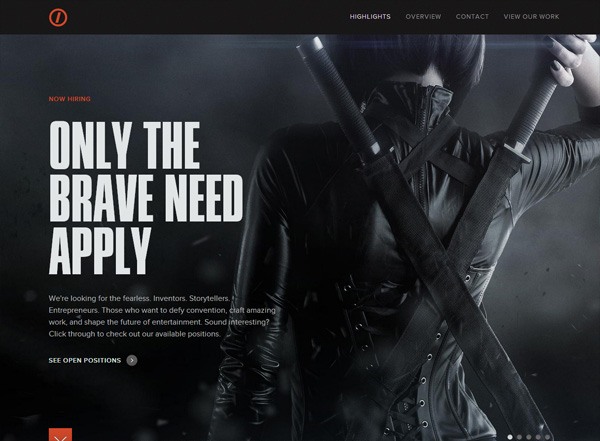 HIGHLIGHTS OVERVIEW CONTACT VIEW OUR WORK
NOW HIRING
ONLY THE
BRAVE NEED
APPLY
We're looking for the fearless. Inventors. Storytellers.
Entrepreneurs. Those who want to defy convention, craft amazing
work, and shape the future of entertainment. Sound interesting?
Click through to check out our available positions.
SEE OPEN POSITIONS